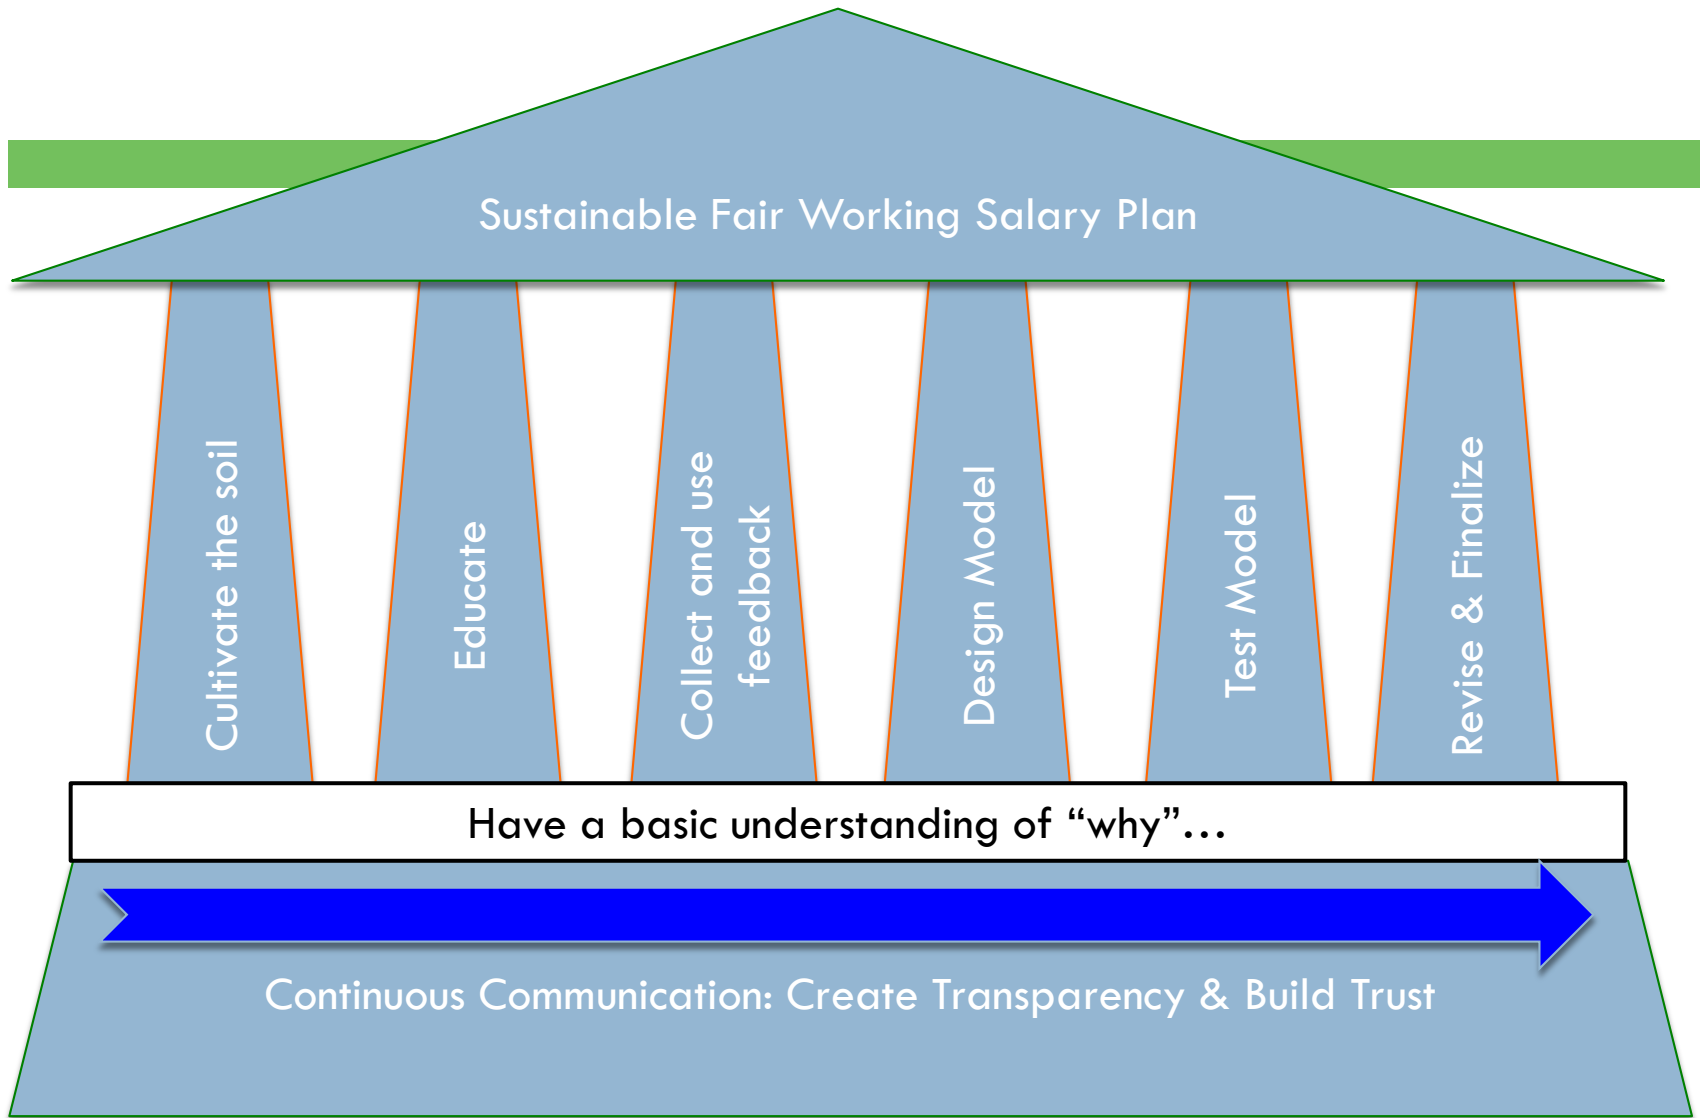 Sustainable Fair Working Salary Plan
Cultivate the soil
Educate
Collect and use
feedback
Design Model
Test Model
Revise & Finalize
Have a basic understanding of “why”…
Continuous Communication: Create Transparency & Build Trust